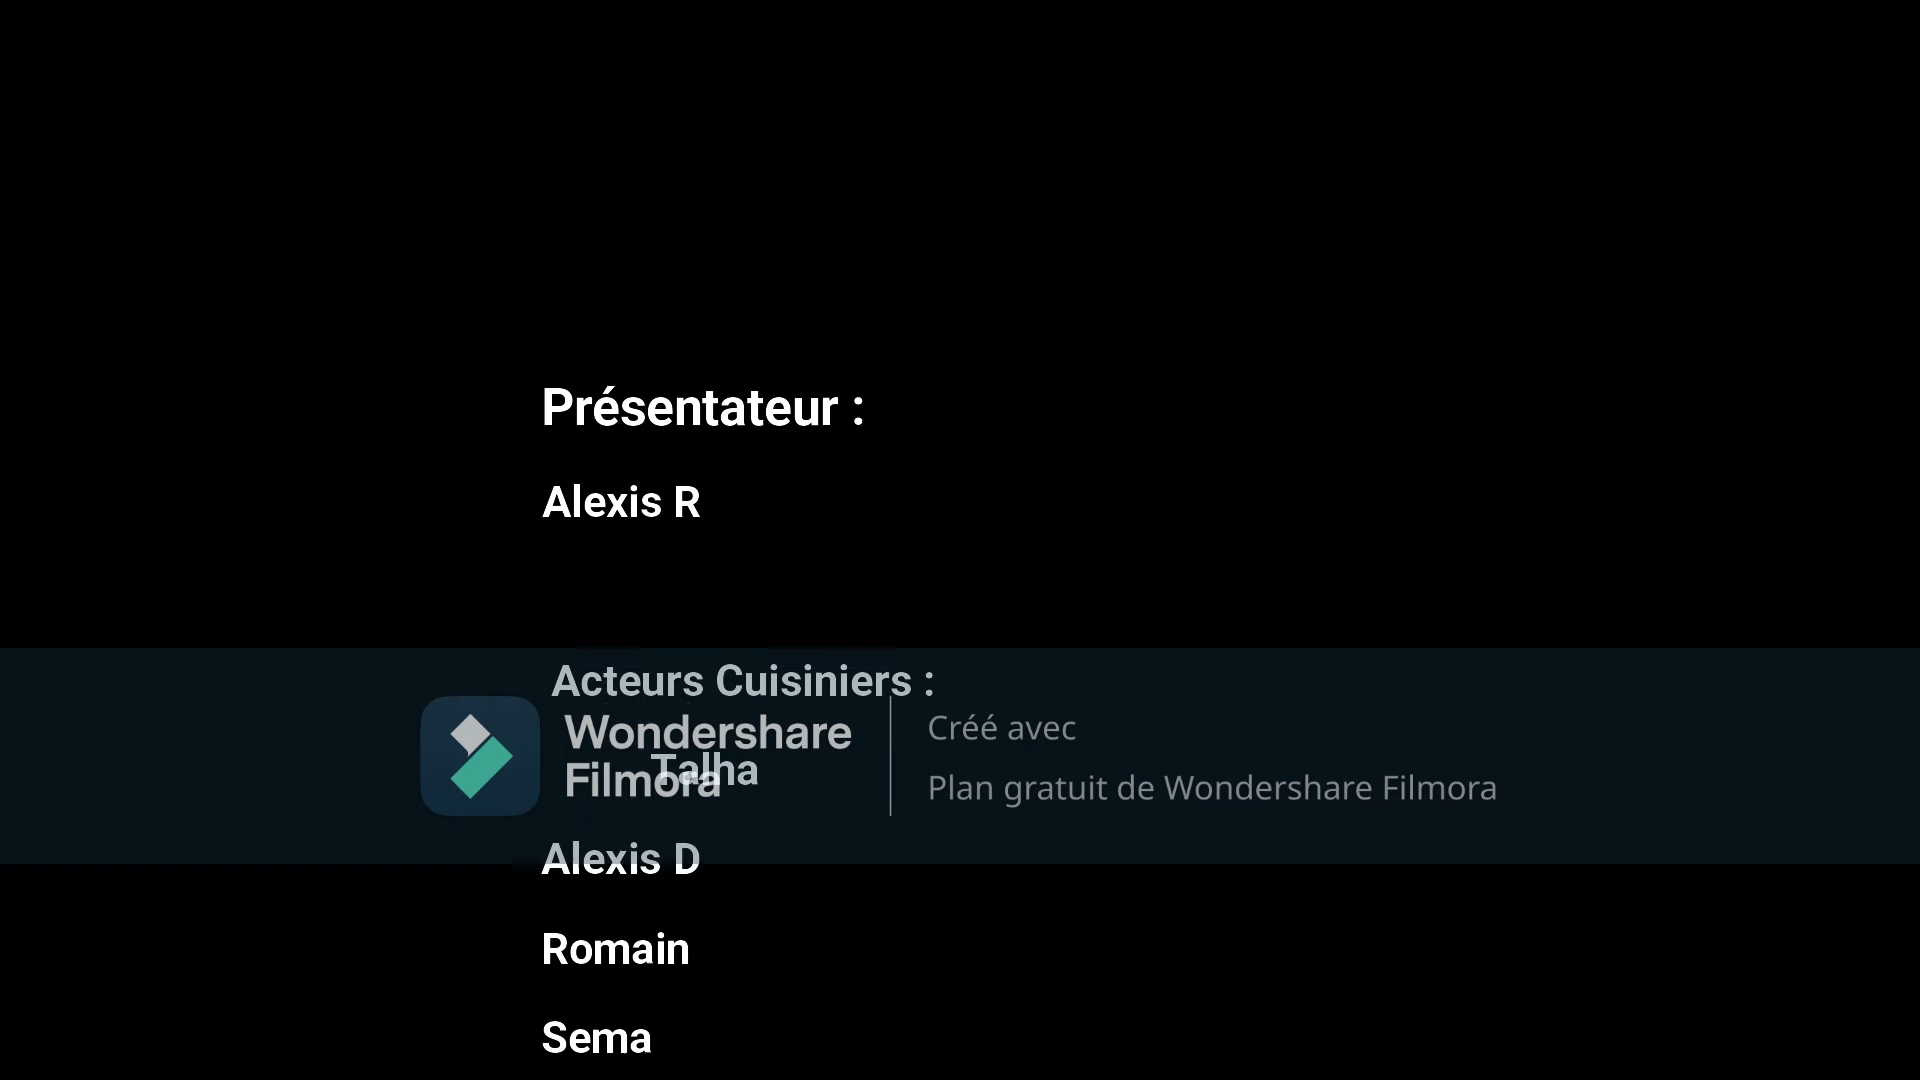 Présentateur :
Alexis R
Acteurs Cuisiniers :
Wondershare
Filmora
Créé avec
Plan gratuit de Wondershare Filmora
Talha
Alexis D
Romain
Sema